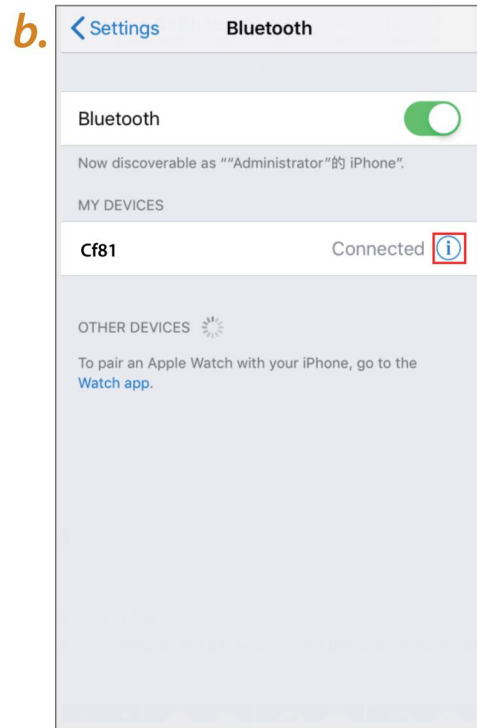 b.
Settings Bluetooth
Bluetooth
Now discoverable as ““Administrator”的 iPhone”.
MY DEVICES
Cf81 Connected i
OTHER DEVICES
To pair an Apple Watch with your iPhone, go to the
Watch app.